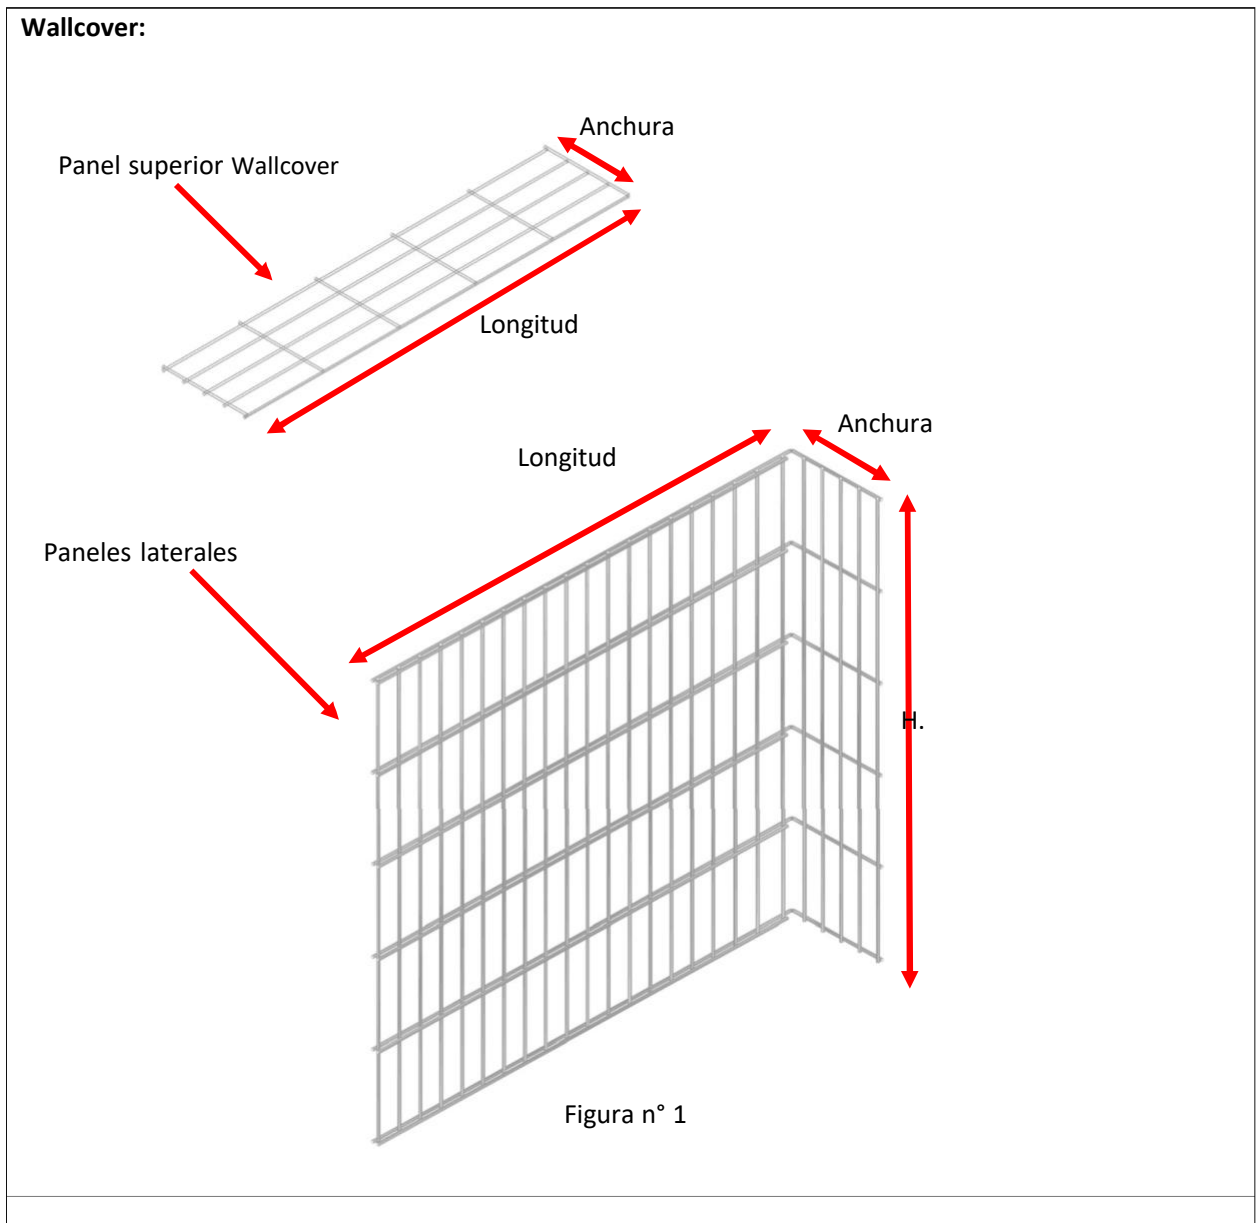 Wallcover:
Anchura
Panel superior Wallcover
Longitud
Anchura
Longitud
Paneles laterales
H.
Figura n° 1